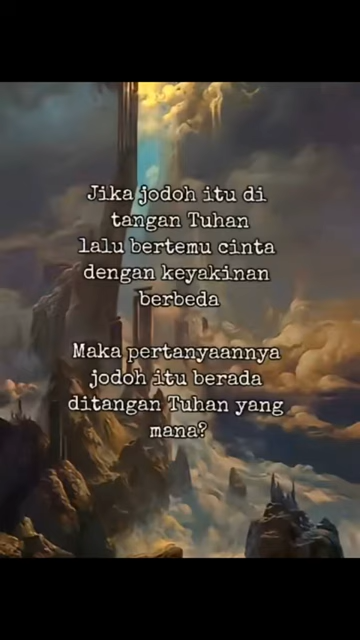 Jika jodoh itu di
tangan Tuhan
lalu bertemu cinta
dengan keyakinan
berbeda
Maka pertanyaannya
jodoh itu berada
ditangan Tuhan yang
mana?